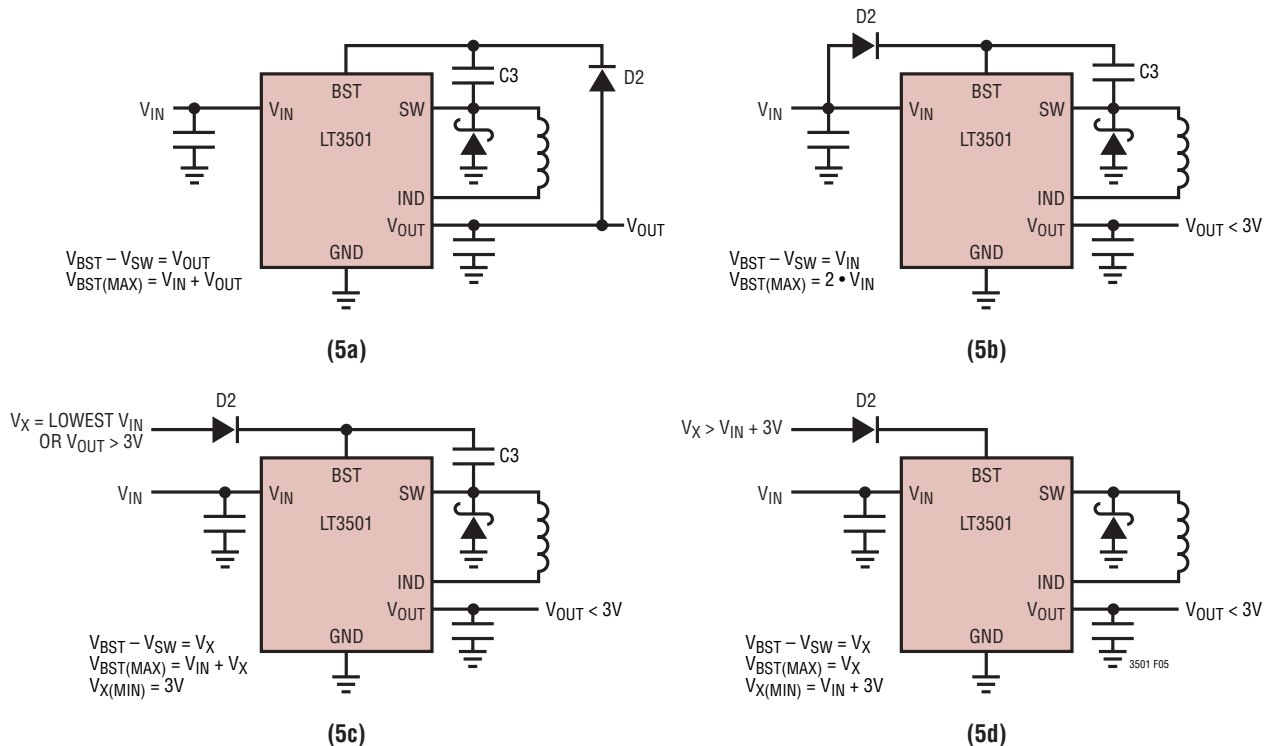 D2
C3
BST
V_IN
V_IN
SW
LT3501
IND
V_OUT
V_OUT
GND
V_BST – V_SW = V_OUT
V_BST(MAX) = V_IN + V_OUT
(5a)
D2
C3
BST
V_IN
V_IN
SW
LT3501
IND
V_OUT
V_OUT < 3V
GND
V_BST – V_SW = V_IN
V_BST(MAX) = 2 • V_IN
(5b)
D2
V_X = LOWEST V_IN
OR V_OUT > 3V
C3
BST
V_IN
V_IN
SW
LT3501
IND
V_OUT
V_OUT < 3V
GND
V_BST – V_SW = V_X
V_BST(MAX) = V_IN + V_X
V_X(MIN) = 3V
(5c)
D2
V_X > V_IN + 3V
BST
V_IN
V_IN
SW
LT3501
IND
V_OUT
V_OUT < 3V
GND
V_BST – V_SW = V_X
V_BST(MAX) = V_X
V_X(MIN) = V_IN + 3V
3501 F05
(5d)